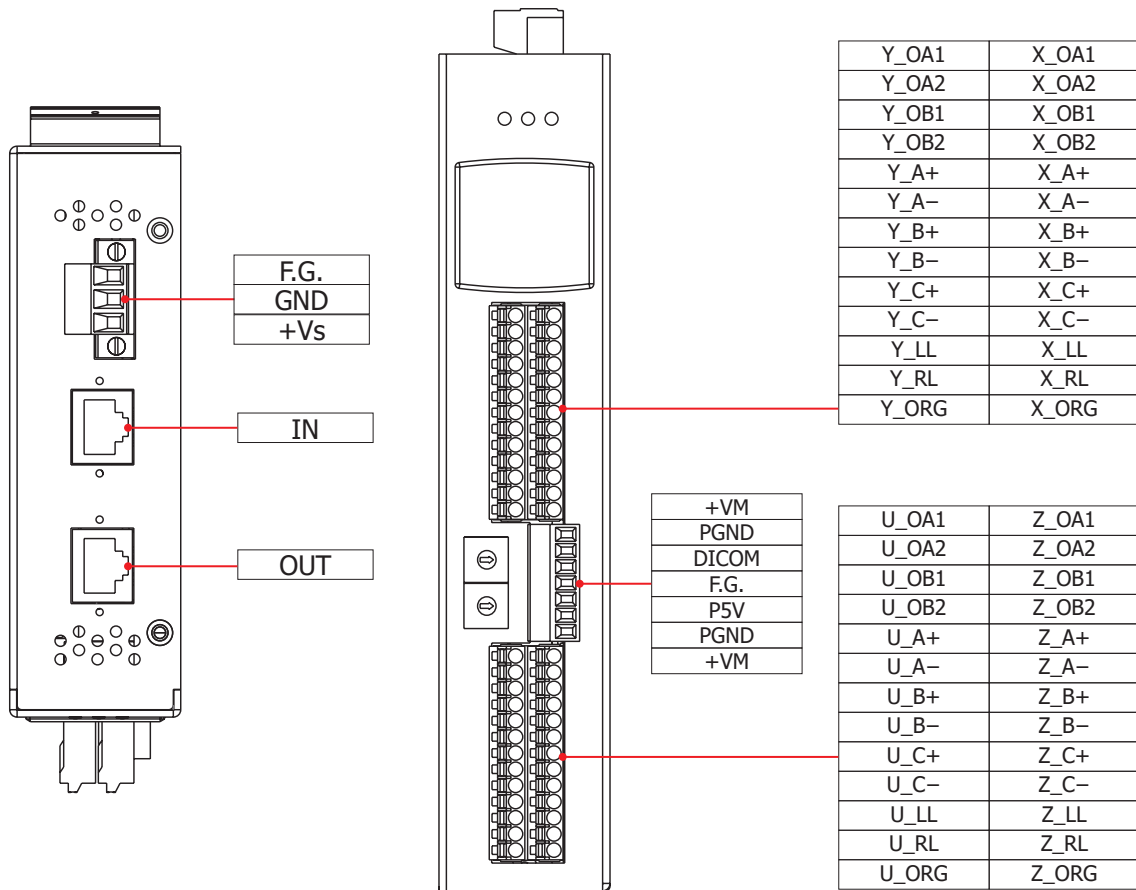 F.G.
GND
+Vs
IN
OUT
Y_OA1 X_OA1
Y_OA2 X_OA2
Y_OB1 X_OB1
Y_OB2 X_OB2
Y_A+ X_A+
Y_A− X_A−
Y_B+ X_B+
Y_B− X_B−
Y_C+ X_C+
Y_C− X_C−
Y_LL X_LL
Y_RL X_RL
Y_ORG X_ORG
+VM
PGND
DICOM
F.G.
P5V
PGND
+VM
U_OA1 Z_OA1
U_OA2 Z_OA2
U_OB1 Z_OB1
U_OB2 Z_OB2
U_A+ Z_A+
U_A− Z_A−
U_B+ Z_B+
U_B− Z_B−
U_C+ Z_C+
U_C− Z_C−
U_LL Z_LL
U_RL Z_RL
U_ORG Z_ORG